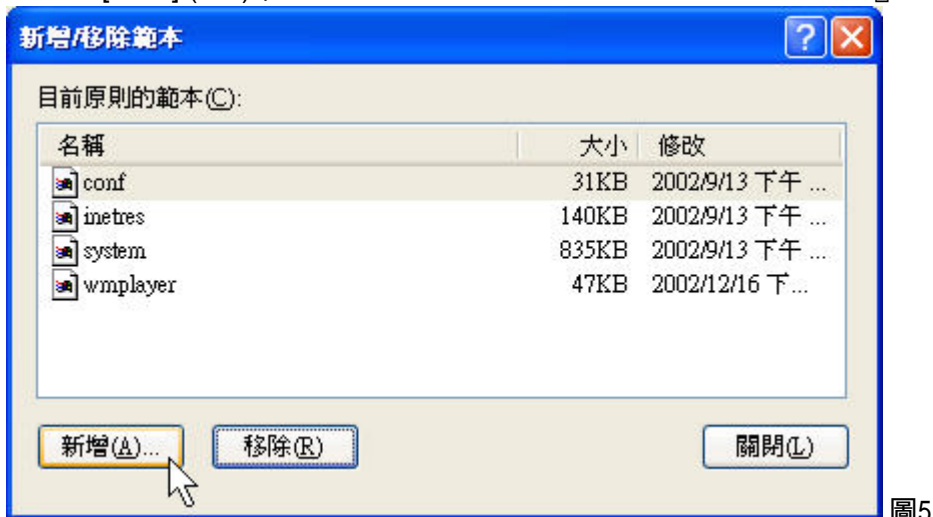 新增/移除範本
目前原則的範本(C):
名稱 大小 修改
conf 31KB 2002/9/13 下午 ...
inetres 140KB 2002/9/13 下午 ...
system 835KB 2002/9/13 下午 ...
wmplayer 47KB 2002/12/16 下...
新增(A)... 移除(R) 關閉(L)
圖5